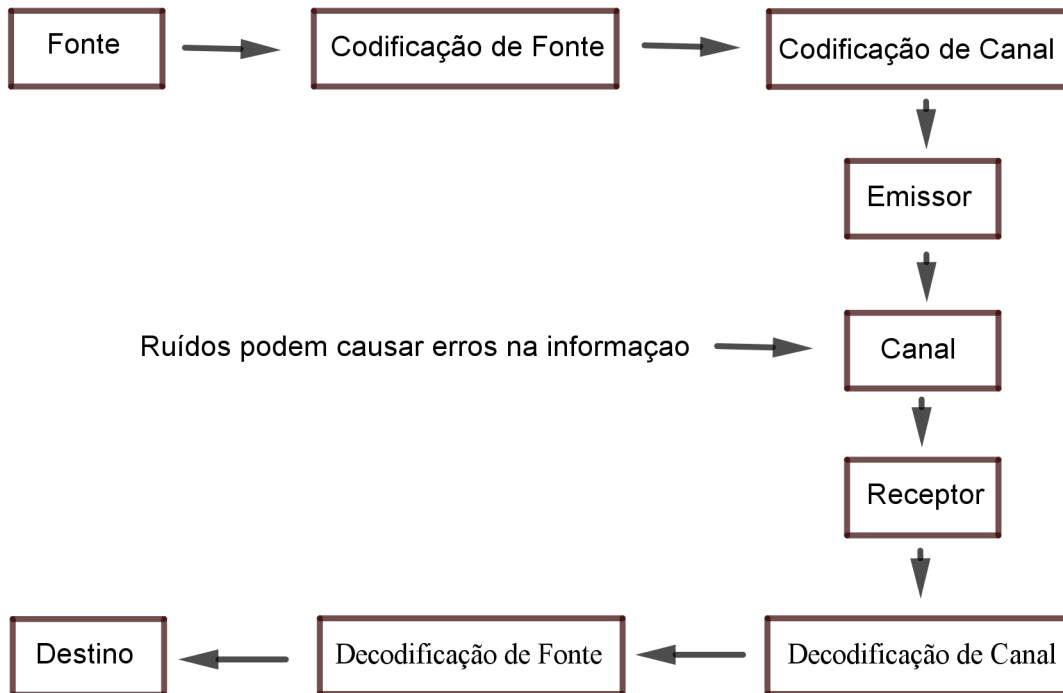 Fonte
Codificação de Fonte
Codificação de Canal
Emissor
Ruídos podem causar erros na informaçao
Canal
Receptor
Decodificação de Canal
Decodificação de Fonte
Destino